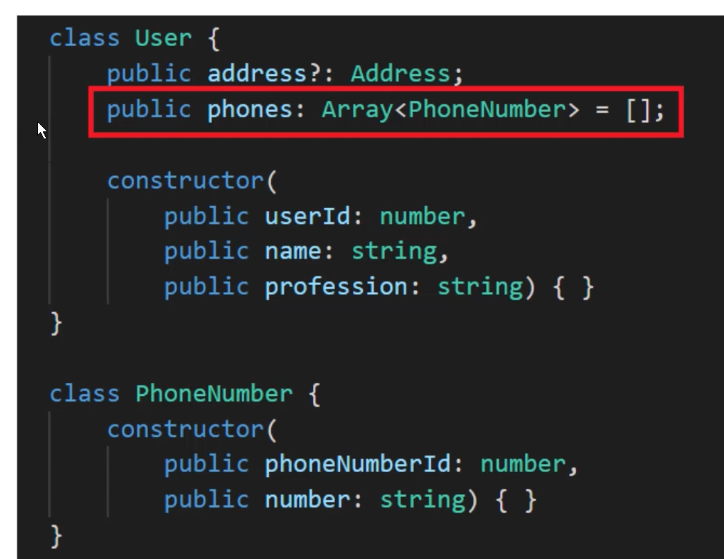 class User {
    public address?: Address;
    public phones: Array<PhoneNumber> = [];
    constructor(
        public userId: number,
        public name: string,
        public profession: string) { }
}
class PhoneNumber {
    constructor(
        public phoneNumberId: number,
        public number: string) { }
}